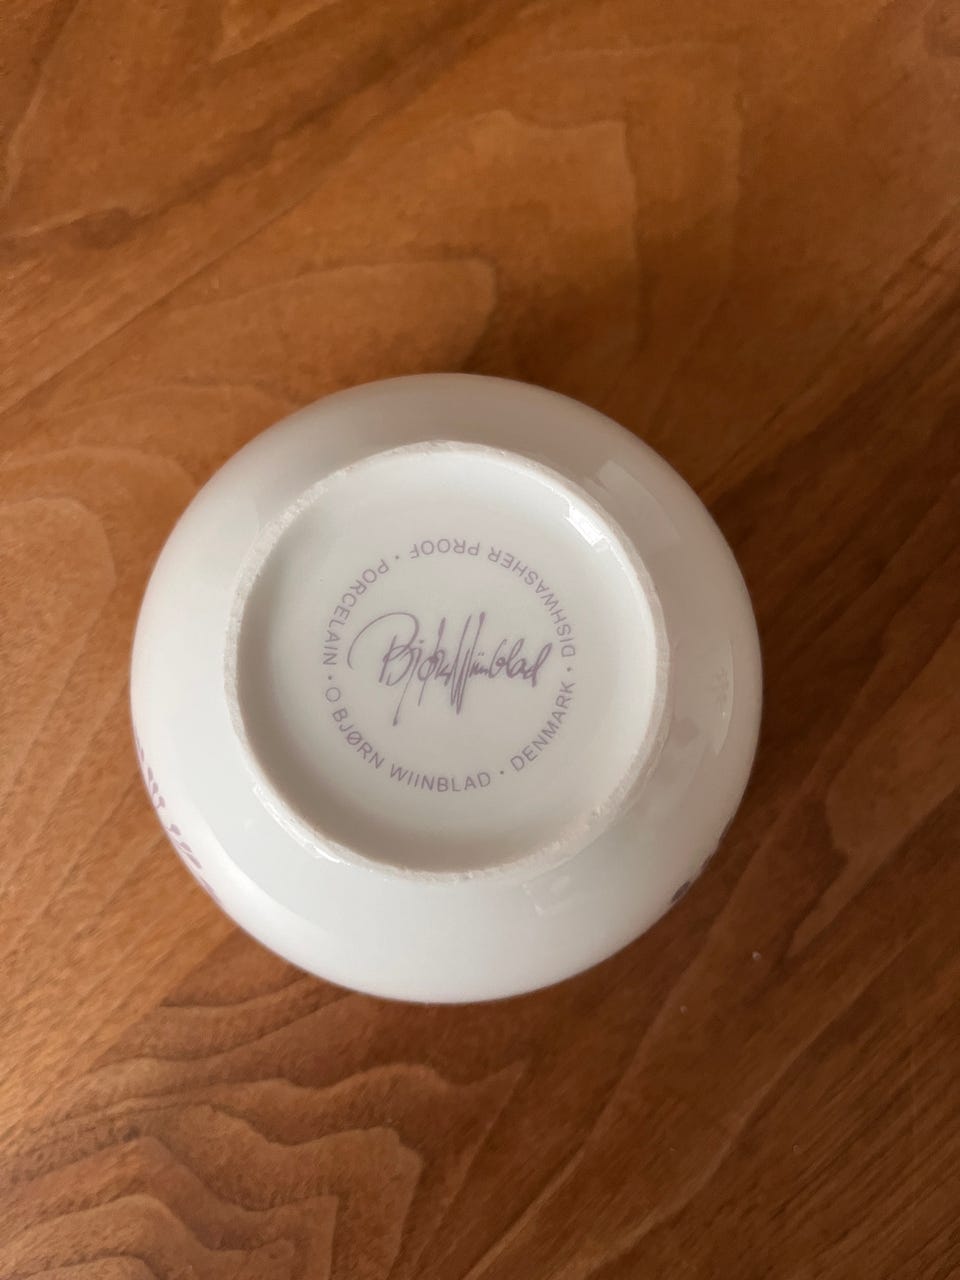 Bjørn Wiinblad
PORCELAIN · O BJØRN WIINBLAD · DENMARK · DISHWASHER PROOF ·